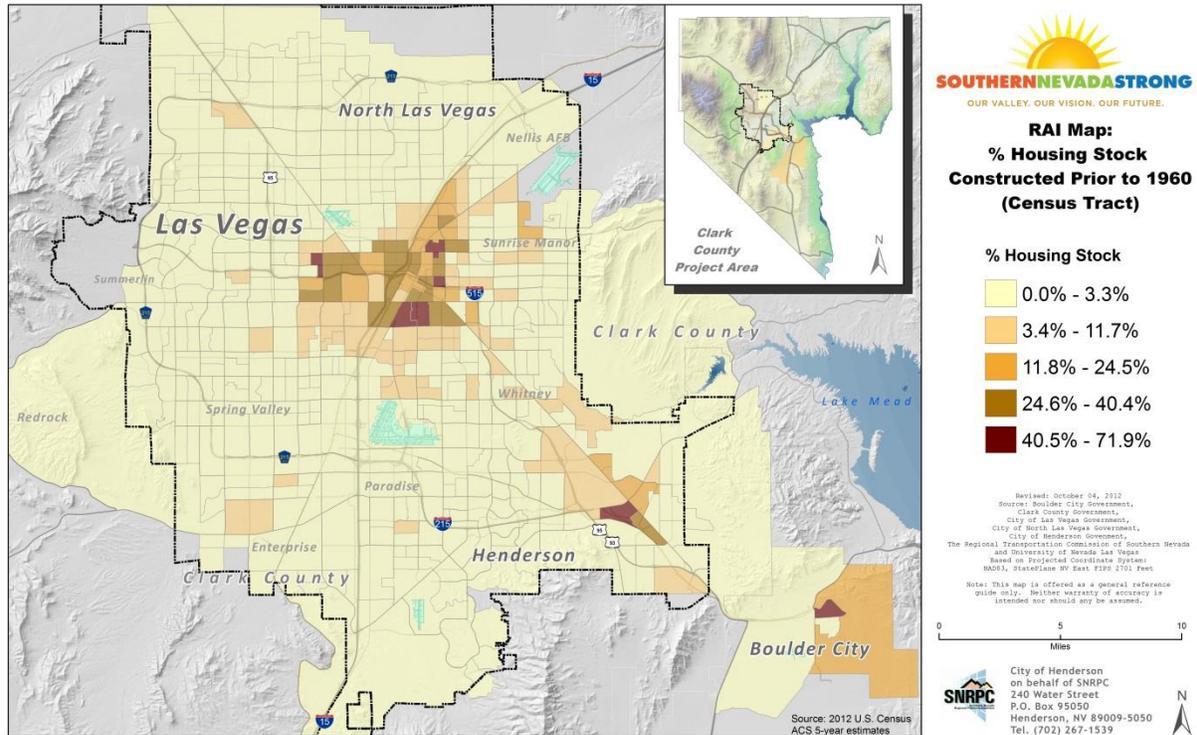 15
North Las Vegas
Nellis AFB
95
Las Vegas
Sunrise Manor
Summerlin
515
Clark County
Lake Mead
Whitney
Spring Valley
Redrock
Paradise
215
95
93
Enterprise
Henderson
Clark County
Boulder City
15
Source: 2012 U.S. Census
ACS 5-year estimates
Clark
County
Project Area
N
SOUTHERNNEVADASTRONG
OUR VALLEY. OUR VISION. OUR FUTURE.
RAI Map:
% Housing Stock
Constructed Prior to 1960
(Census Tract)
% Housing Stock
0.0% - 3.3%
3.4% - 11.7%
11.8% - 24.5%
24.6% - 40.4%
40.5% - 71.9%
Revised: October 04, 2012
Source: Boulder City Government,
Clark County Government,
City of Las Vegas Government,
City of North Las Vegas Government,
City of Henderson Govenment,
The Regional Transportation Commission of Southern Nevada
and University of Nevada Las Vegas
Based on Projected Coordinate System:
NAD83, StatePlane NV East FIPS 2701 Feet
Note: This map is offered as a general reference
guide only. Neither warranty of accuracy is
intended nor should any be assumed.
0 5 10
Miles
SNRPC
City of Henderson
on behalf of SNRPC
240 Water Street
P.O. Box 95050
Henderson, NV 89009-5050
Tel. (702) 267-1539
N